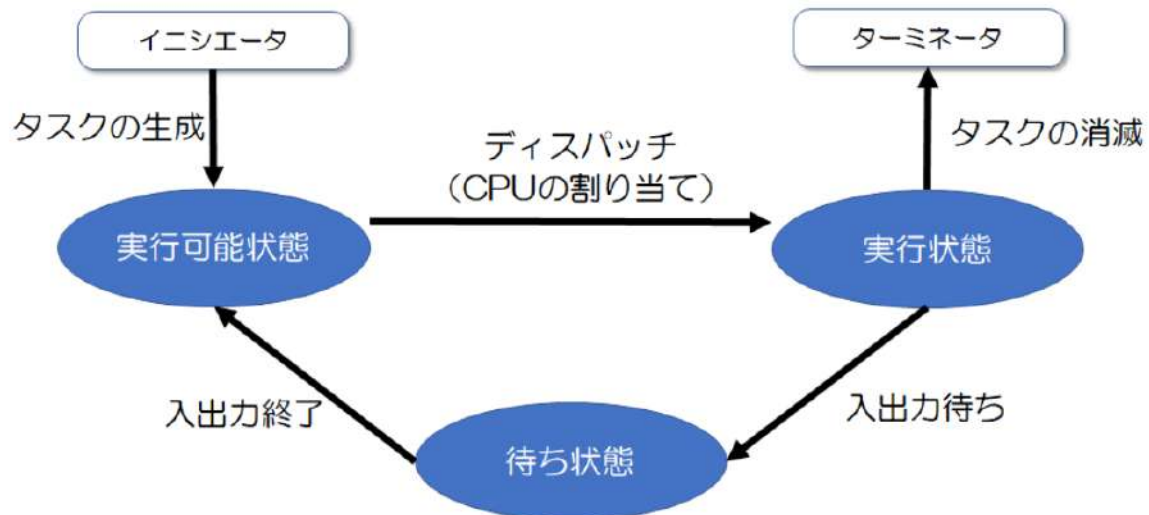 イニシエータ
ターミネータ
タスクの生成
ディスパッチ
（CPUの割り当て）
タスクの消滅
実行可能状態
実行状態
入出力終了
入出力待ち
待ち状態